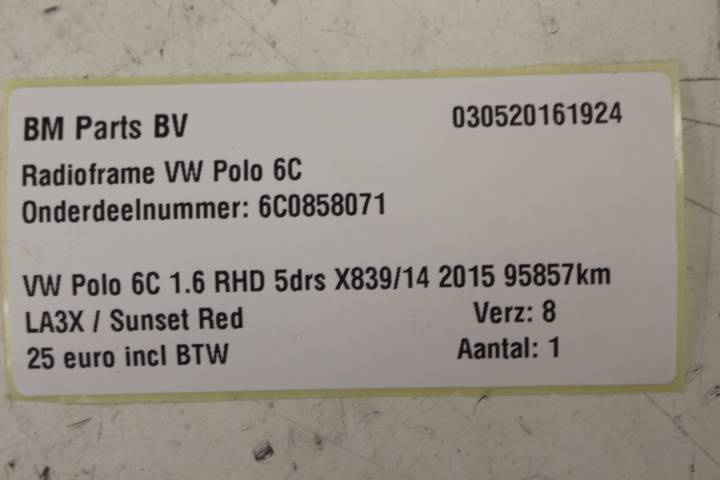 BM Parts BV 030520161924
Radioframe VW Polo 6C
Onderdeelnummer: 6C0858071
VW Polo 6C 1.6 RHD 5drs X839/14 2015 95857km
LA3X / Sunset Red Verz: 8
25 euro incl BTW Aantal: 1